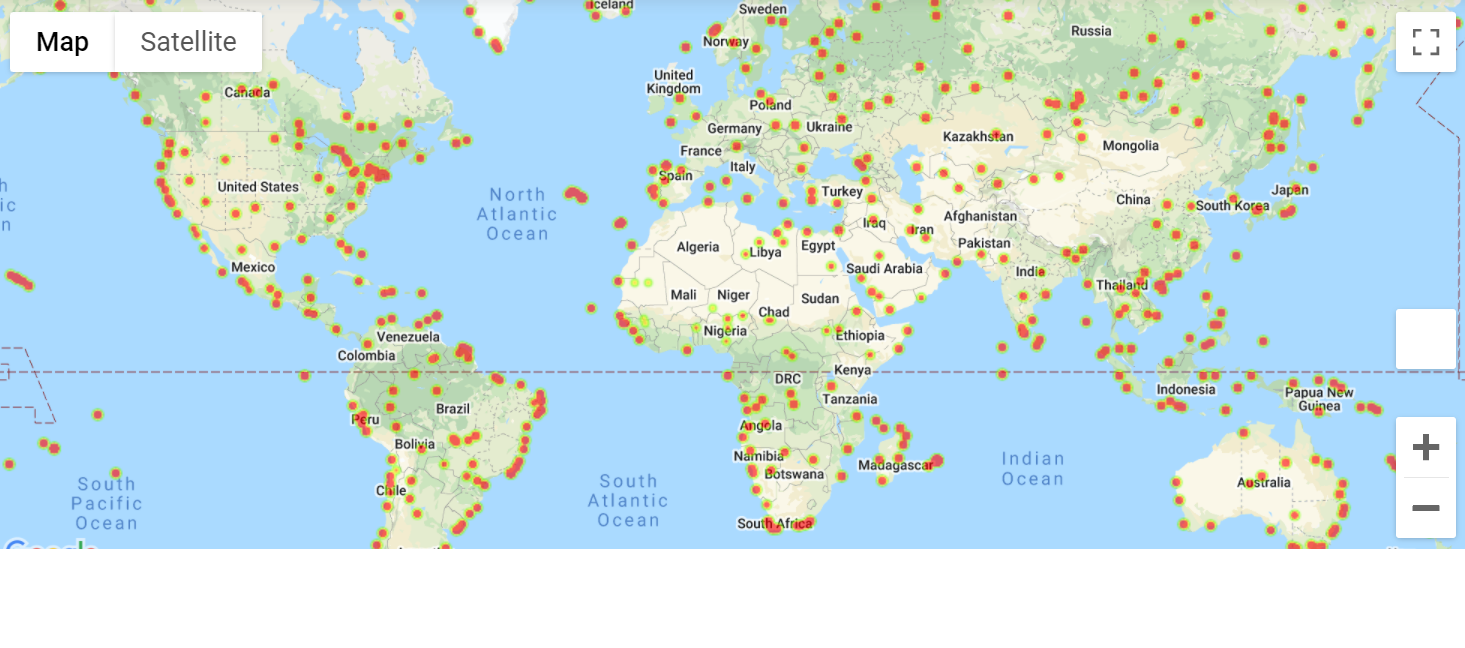 Iceland
Sweden
Map
Satellite
Norway
Russia
United
Kingdom
Canada
Poland
Germany
Ukraine
Kazakhstan
France
Mongolia
Italy
Spain
United States
Turkey
Japan
China
South Korea
North
Atlantic
Ocean
Afghanistan
Iraq
Iran
Algeria
Libya
Egypt
Pakistan
Mexico
Saudi Arabia
India
Mali
Niger
Sudan
Thailand
Chad
Nigeria
Venezuela
Ethiopia
Colombia
Kenya
DRC
Indonesia
Papua New
Guinea
Tanzania
Brazil
Peru
Angola
Bolivia
Namibia
Madagascar
Botswana
Indian
Ocean
South
Pacific
Ocean
South
Atlantic
Ocean
Chile
Australia
South Africa
Google